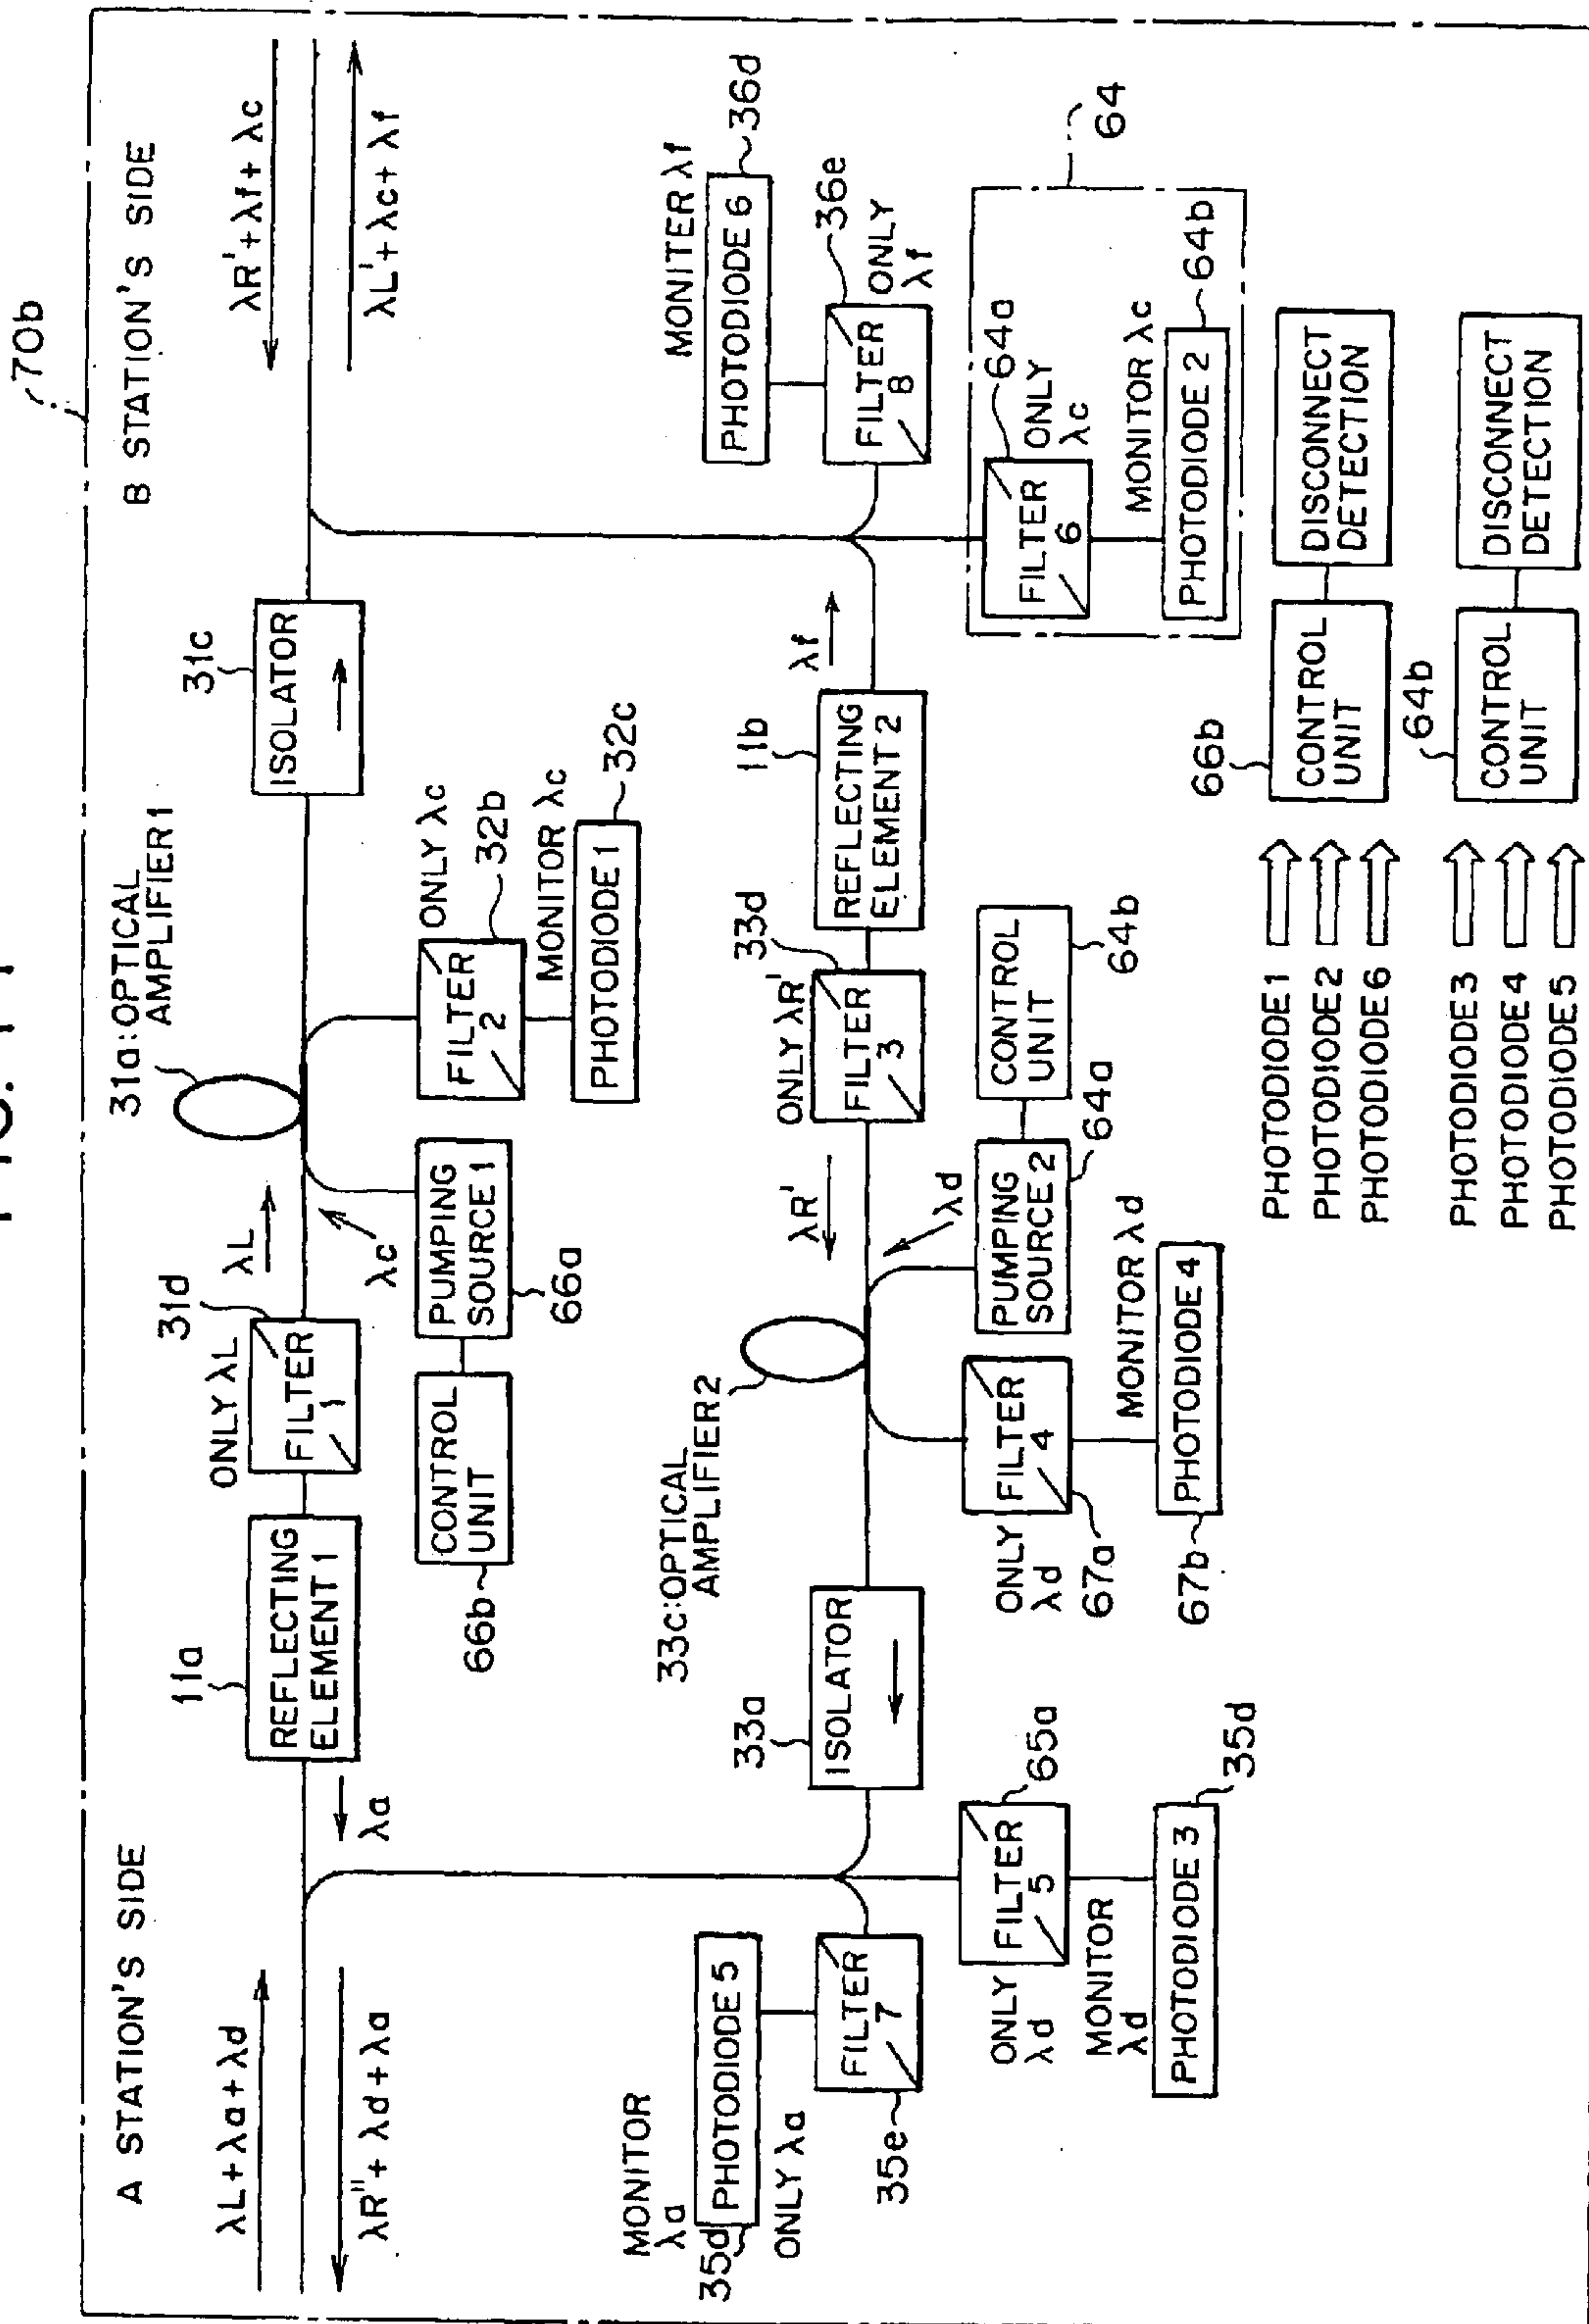 70b
A STATION'S SIDE
B STATION'S SIDE
λL+λa+λd
λR"+λd+λa
λR'+λf+λc
λL'+λc+λf
11a
REFLECTING
ELEMENT 1
λa
ONLY λL
31d
FILTER
1
λL
λc
31a:OPTICAL
AMPLIFIER1
31c
ISOLATOR
CONTROL
UNIT
66b
PUMPING
SOURCE 1
66a
FILTER
2
ONLY λc
32b
MONITOR λc
PHOTODIODE 1
32c
MONITOR
λa
35d
PHOTODIODE 5
ONLY λa
FILTER
7
35e
ONLY
λd
FILTER
5
65a
MONITOR
λd
PHOTODIODE 3
35d
33a
ISOLATOR
33c:OPTICAL
AMPLIFIER2
λR'
λd
ONLY
λd
FILTER
4
67a
MONITOR λd
PHOTODIODE 4
67b
PUMPING
SOURCE 2
64a
CONTROL
UNIT
64b
ONLY λR'
33d
FILTER
3
11b
REFLECTING
ELEMENT 2
λf
MONITER λf
PHOTODIODE 6
36d
FILTER
8
36e
ONLY
λf
64
64a
FILTER
6
ONLY
λc
MONITOR λc
PHOTODIODE 2
64b
PHOTODIODE 1
PHOTODIODE 2
PHOTODIODE 6
66b
CONTROL
UNIT
DISCONNECT
DETECTION
PHOTODIODE 3
PHOTODIODE 4
PHOTODIODE 5
64b
CONTROL
UNIT
DISCONNECT
DETECTION